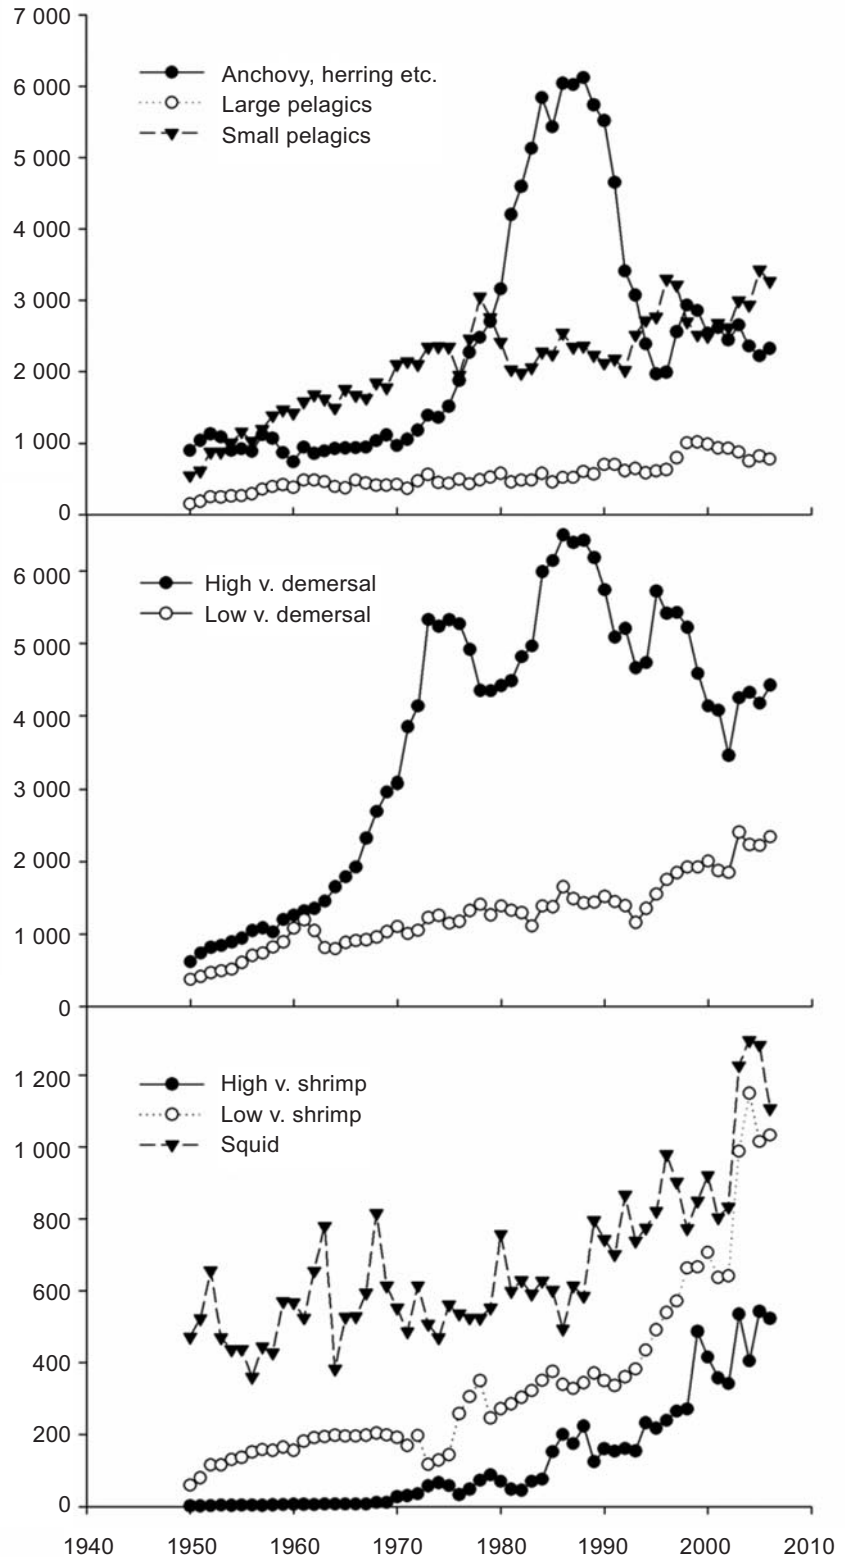 7 000
6 000
5 000
4 000
3 000
2 000
1 000
0
Anchovy, herring etc.
Large pelagics
Small pelagics
6 000
5 000
4 000
3 000
2 000
1 000
0
High v. demersal
Low v. demersal
1 200
1 000
800
600
400
200
0
High v. shrimp
Low v. shrimp
Squid
1940 1950 1960 1970 1980 1990 2000 2010